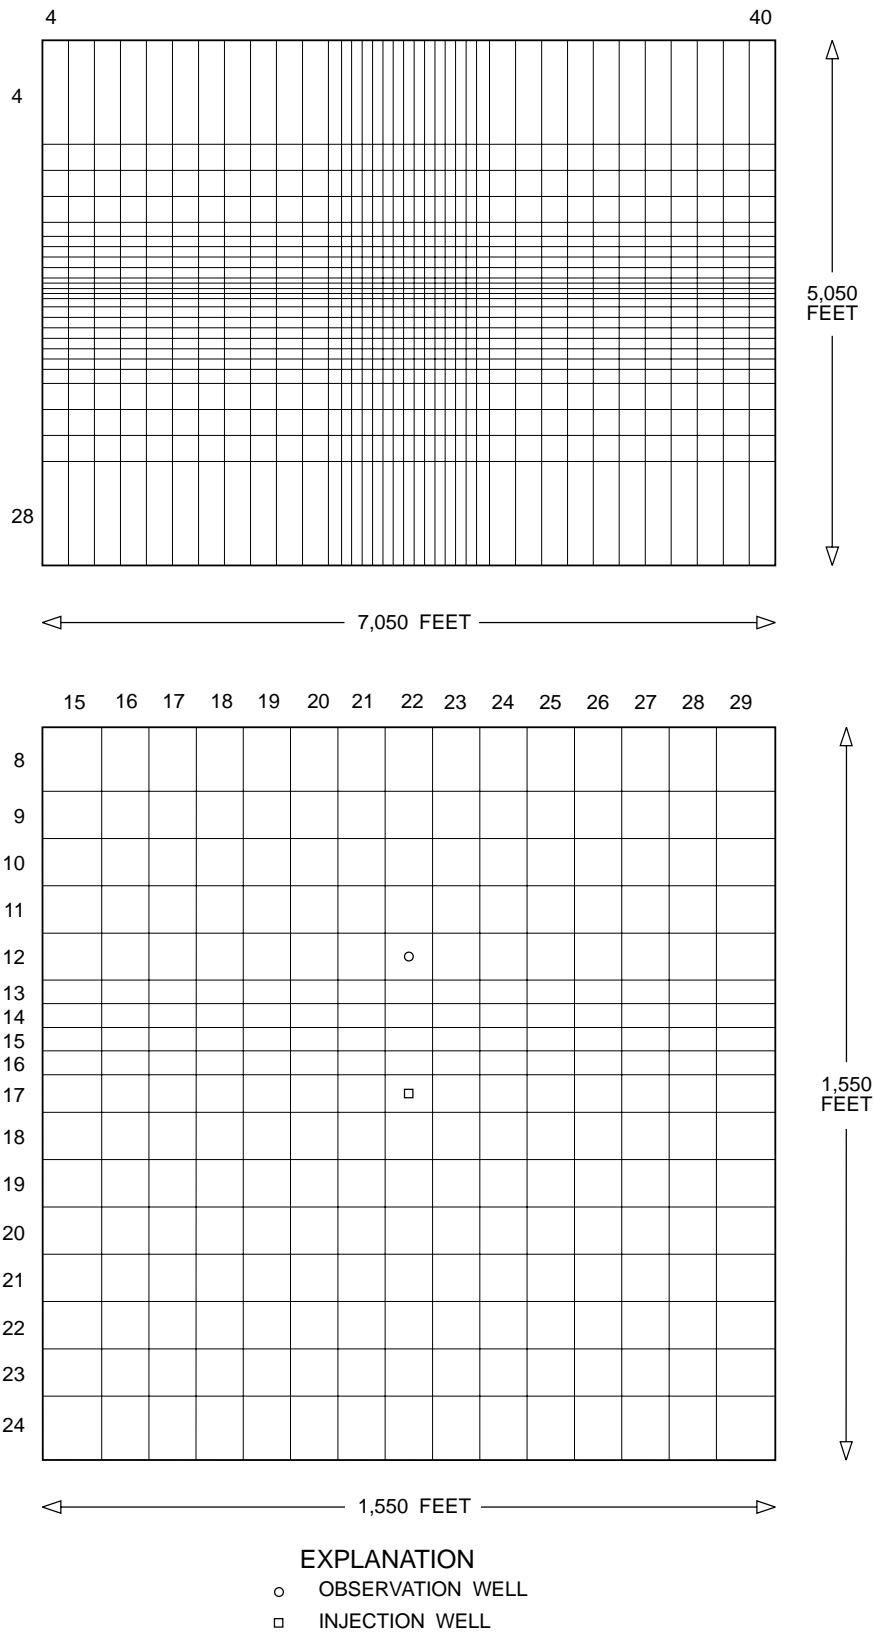 4 40
4
5,050
FEET
28
7,050 FEET
15 16 17 18 19 20 21 22 23 24 25 26 27 28 29
8
9
10
11
12
13
14
15
16
17
1,550
FEET
18
19
20
21
22
23
24
1,550 FEET
EXPLANATION
OBSERVATION WELL
INJECTION WELL